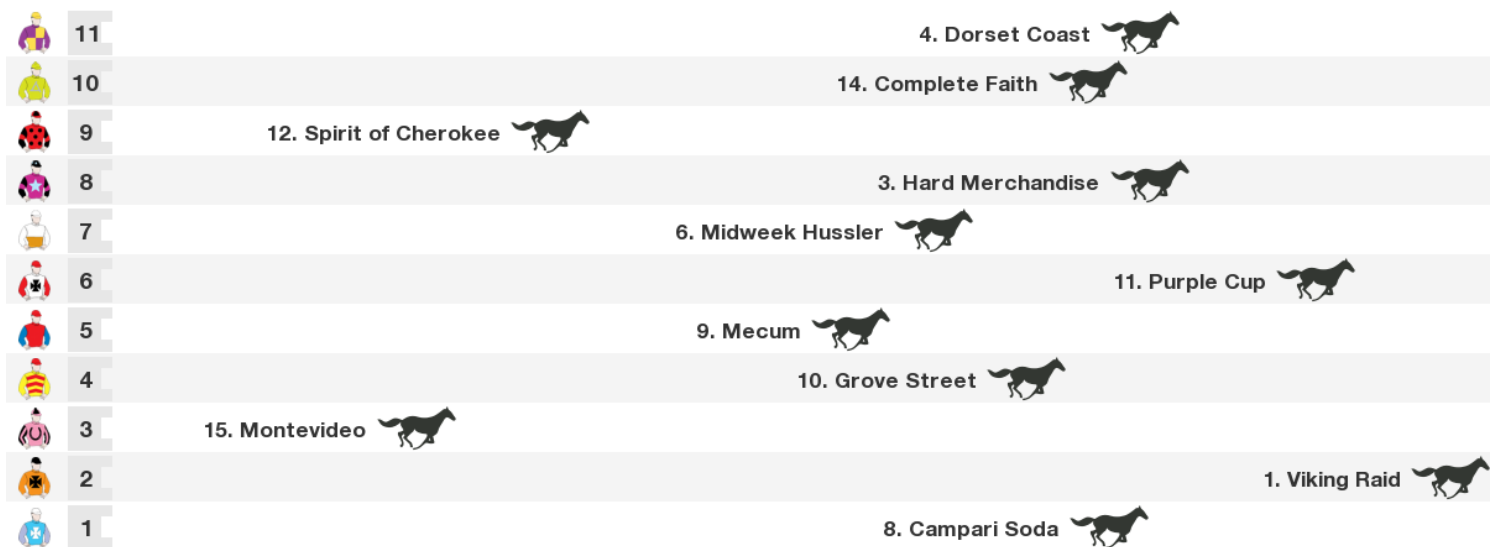 11 4. Dorset Coast
10 14. Complete Faith
9 12. Spirit of Cherokee
8 3. Hard Merchandise
7 6. Midweek Hussler
6 11. Purple Cup
5 9. Mecum
4 10. Grove Street
3 15. Montevideo
2 1. Viking Raid
1 8. Campari Soda